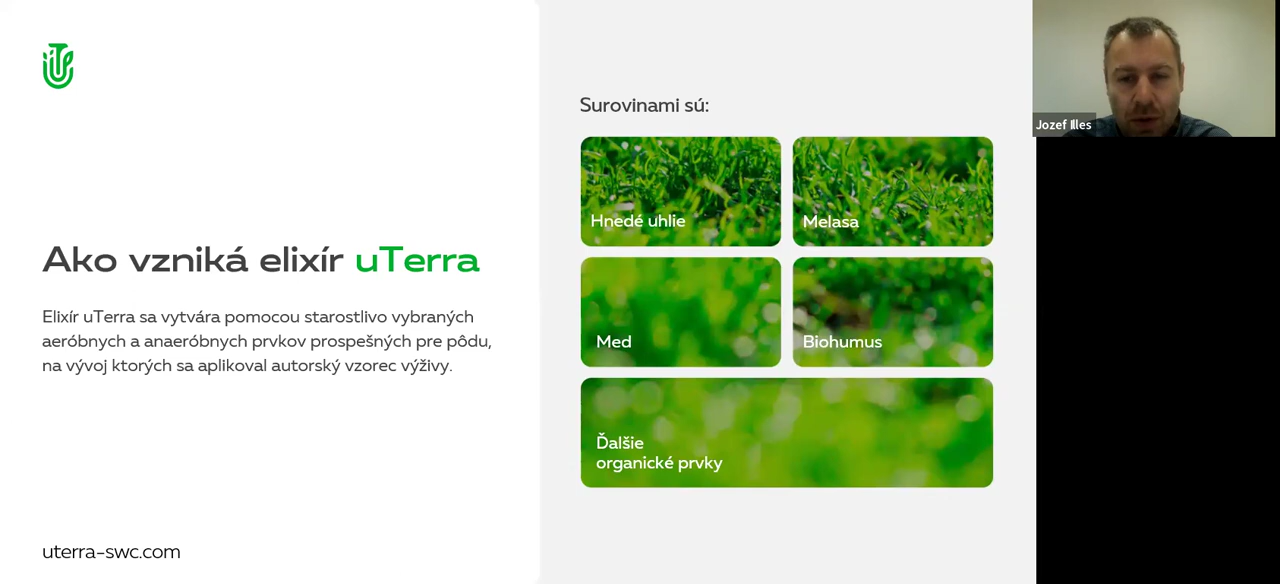 Ako vzniká elixír uTerra
Elixír uTerra sa vytvára pomocou starostlivo vybraných
aeróbnych a anaeróbnych prvkov prospešných pre pôdu,
na vývoj ktorých sa aplikoval autorský vzorec výživy.
uterra-swc.com
Surovinami sú:
Hnedé uhlie
Melasa
Med
Biohumus
Ďalšie
organické prvky
Jozef Illes